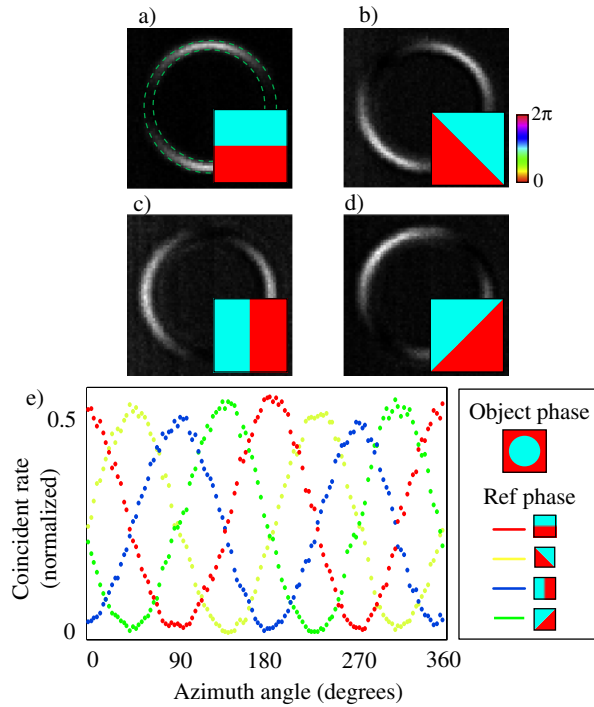 a)
b)
2π
0
c)
d)
e)
0.5
0
Coincident rate
(normalized)
0
90
180
270
360
Azimuth angle (degrees)
Object phase
Ref phase